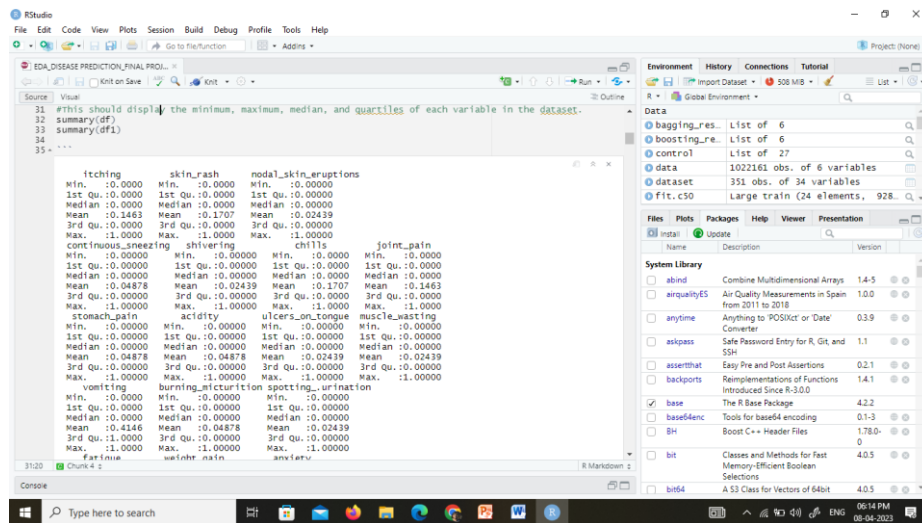 RStudio
File Edit Code View Plots Session Build Debug Profile Tools Help
Go to file/function Addins
Project: (None)
EDA_DISEASE PREDICTION_FINAL PROJ...
Knit on Save Knit Run
Source Visual Outline
31 #This should display the minimum, maximum, median, and quartiles of each variable in the dataset.
32 summary(df)
33 summary(df1)
34
35 ```
itching skin_rash nodal_skin_eruptions
Min. :0.0000 Min. :0.0000 Min. :0.00000
1st Qu.:0.0000 1st Qu.:0.0000 1st Qu.:0.00000
Median :0.0000 Median :0.0000 Median :0.00000
Mean :0.1463 Mean :0.1707 Mean :0.02439
3rd Qu.:0.0000 3rd Qu.:0.0000 3rd Qu.:0.00000
Max. :1.0000 Max. :1.0000 Max. :1.00000
continuous_sneezing shivering chills joint_pain
Min. :0.00000 Min. :0.00000 Min. :0.0000 Min. :0.0000
1st Qu.:0.00000 1st Qu.:0.00000 1st Qu.:0.0000 1st Qu.:0.0000
Median :0.00000 Median :0.00000 Median :0.0000 Median :0.0000
Mean :0.04878 Mean :0.02439 Mean :0.1707 Mean :0.1463
3rd Qu.:0.00000 3rd Qu.:0.00000 3rd Qu.:0.0000 3rd Qu.:0.0000
Max. :1.00000 Max. :1.00000 Max. :1.0000 Max. :1.0000
stomach_pain acidity ulcers_on_tongue muscle_wasting
Min. :0.00000 Min. :0.00000 Min. :0.00000 Min. :0.00000
1st Qu.:0.00000 1st Qu.:0.00000 1st Qu.:0.00000 1st Qu.:0.00000
Median :0.00000 Median :0.00000 Median :0.00000 Median :0.00000
Mean :0.04878 Mean :0.04878 Mean :0.02439 Mean :0.02439
3rd Qu.:0.00000 3rd Qu.:0.00000 3rd Qu.:0.00000 3rd Qu.:0.00000
Max. :1.00000 Max. :1.00000 Max. :1.00000 Max. :1.00000
vomiting burning_micturition spotting_.urination
Min. :0.0000 Min. :0.00000 Min. :0.00000
1st Qu.:0.0000 1st Qu.:0.00000 1st Qu.:0.00000
Median :0.0000 Median :0.00000 Median :0.00000
Mean :0.4146 Mean :0.04878 Mean :0.02439
3rd Qu.:1.0000 3rd Qu.:0.00000 3rd Qu.:0.00000
Max. :1.0000 Max. :1.00000 Max. :1.00000
fatigue weight_gain anxiety
31:20 Chunk 4 R Markdown
Console
Environment History Connections Tutorial
Import Dataset 508 MiB List
R Global Environment
Data
bagging_res... List of 6
boosting_re... List of 6
control List of 27
data 1022161 obs. of 6 variables
dataset 351 obs. of 34 variables
fit.c50 Large train (24 elements, 928...
Files Plots Packages Help Viewer Presentation
Install Update
Name Description Version
System Library
abind Combine Multidimensional Arrays 1.4-5
airqualityES Air Quality Measurements in Spain from 2011 to 2018 1.0.0
anytime Anything to 'POSIXct' or 'Date' Converter 0.3.9
askpass Safe Password Entry for R, Git, and SSH 1.1
assertthat Easy Pre and Post Assertions 0.2.1
backports Reimplementations of Functions Introduced Since R-3.0.0 1.4.1
base The R Base Package 4.2.2
base64enc Tools for base64 encoding 0.1-3
BH Boost C++ Header Files 1.78.0-0
bit Classes and Methods for Fast Memory-Efficient Boolean Selections 4.0.5
bit64 A S3 Class for Vectors of 64bit 4.0.5
Type here to search
ENG 06:14 PM
08-04-2023